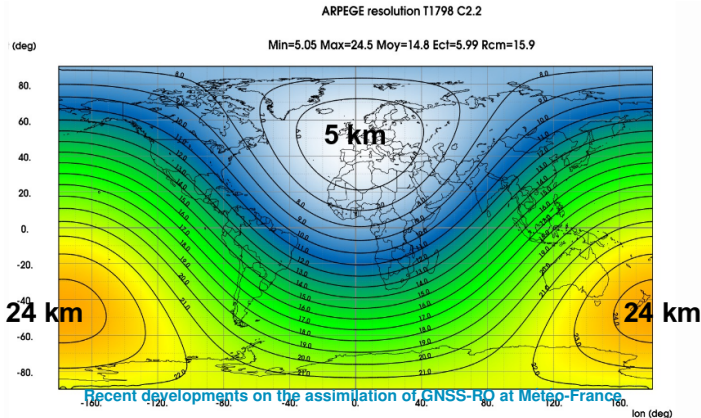 ARPEGE resolution T1798 C2.2
(deg)
Min=5.05 Max=24.5 Moy=14.8 Ect=5.99 Rcm=15.9
80.
60.
5 km
40.
20.
0.
-20.
-40.
24 km
24 km
-60.
-80.
Recent developments on the assimilation of GNSS-RO at Meteo-France
-160. -120. -80. -40. 0. 40. 80. 120. 160.
lon (deg)